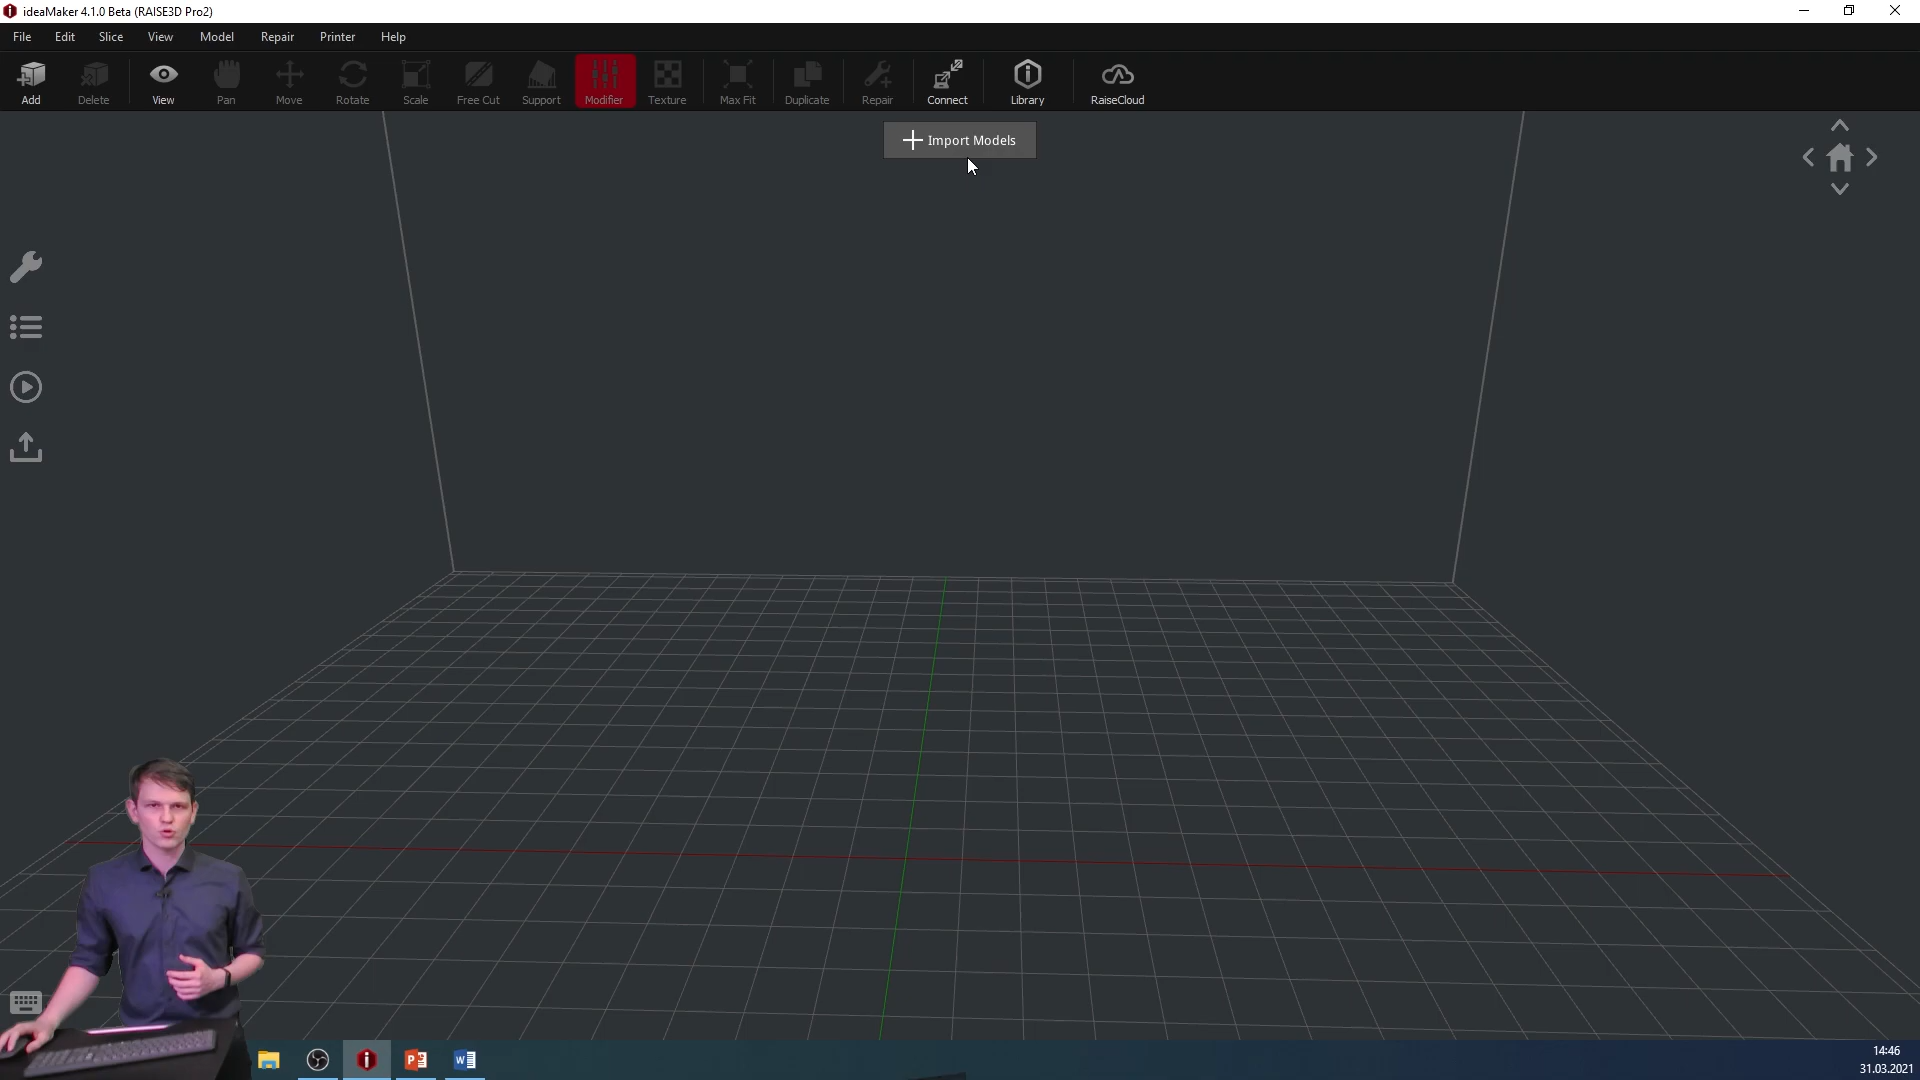 ideaMaker 4.1.0 Beta (RAISE3D Pro2)
File Edit Slice View Model Repair Printer Help
Add Delete View Pan Move Rotate Scale Free Cut Support Modifier Texture Max Fit Duplicate Repair Connect Library RaiseCloud
Import Models
14:46
31.03.2021